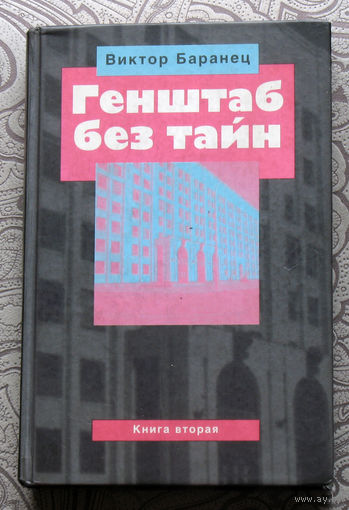 Виктор Баранец
Генштаб
без тайн
Книга вторая